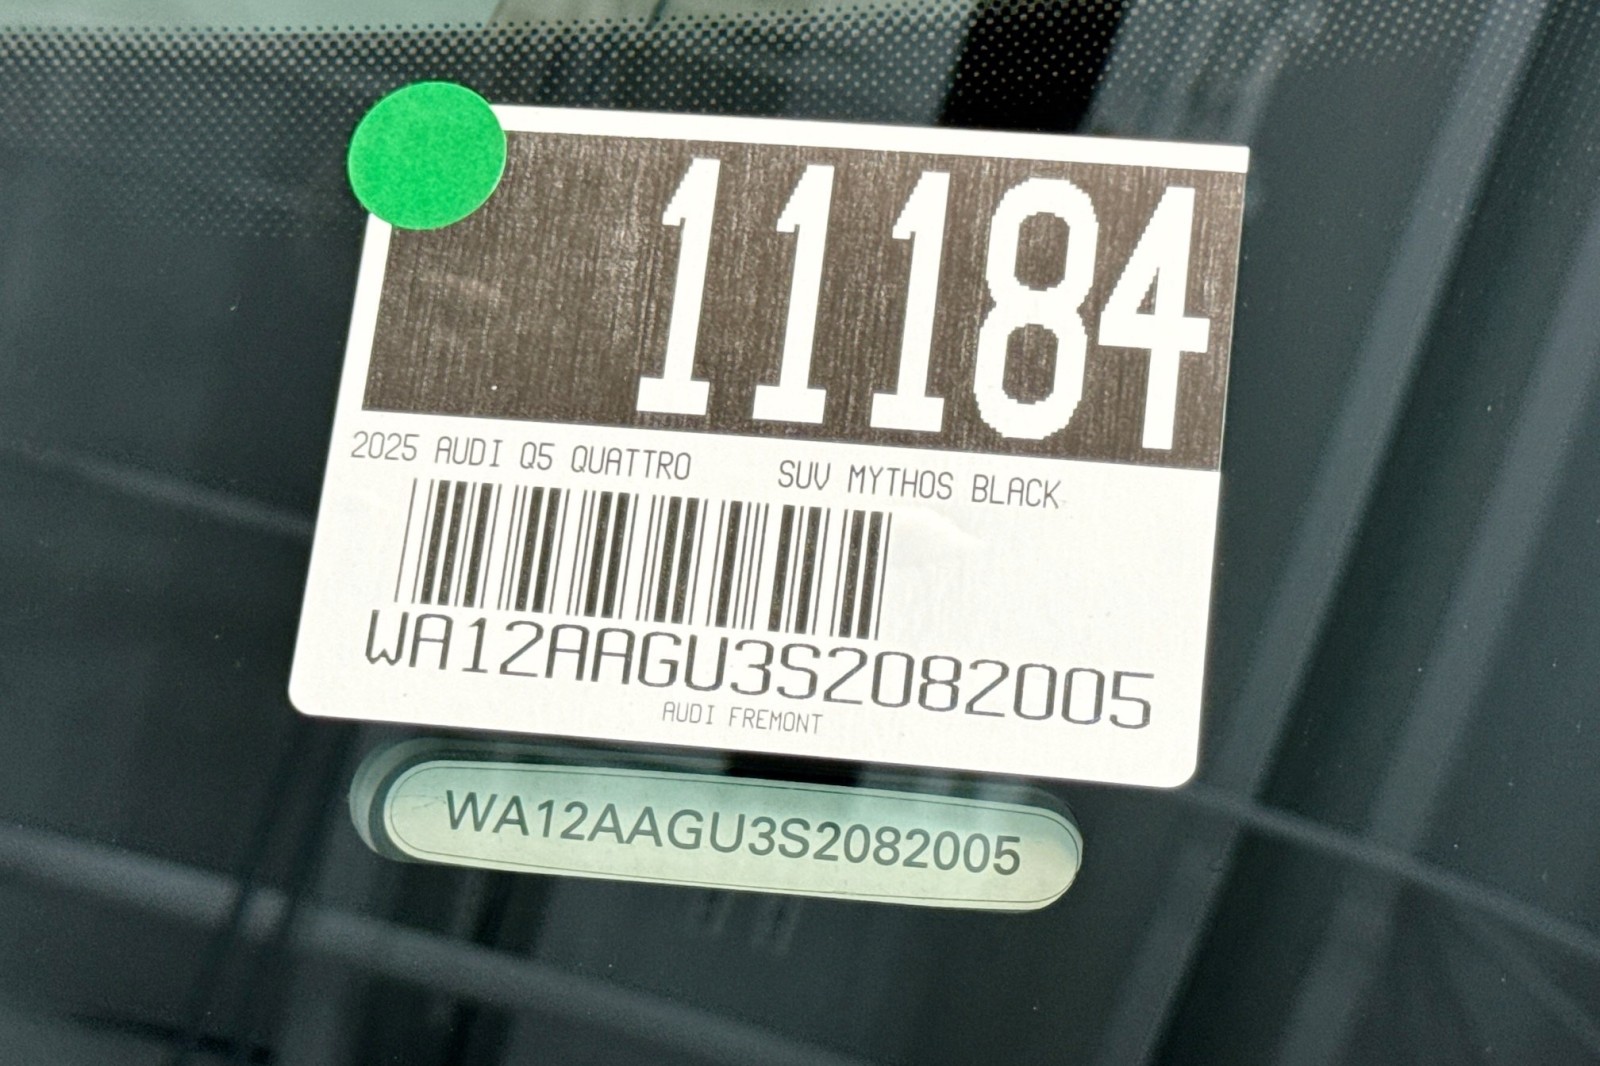 11184
2025 AUDI Q5 QUATTRO SUV MYTHOS BLACK
WA12AAGU3S2082005
AUDI FREMONT
WA12AAGU3S2082005